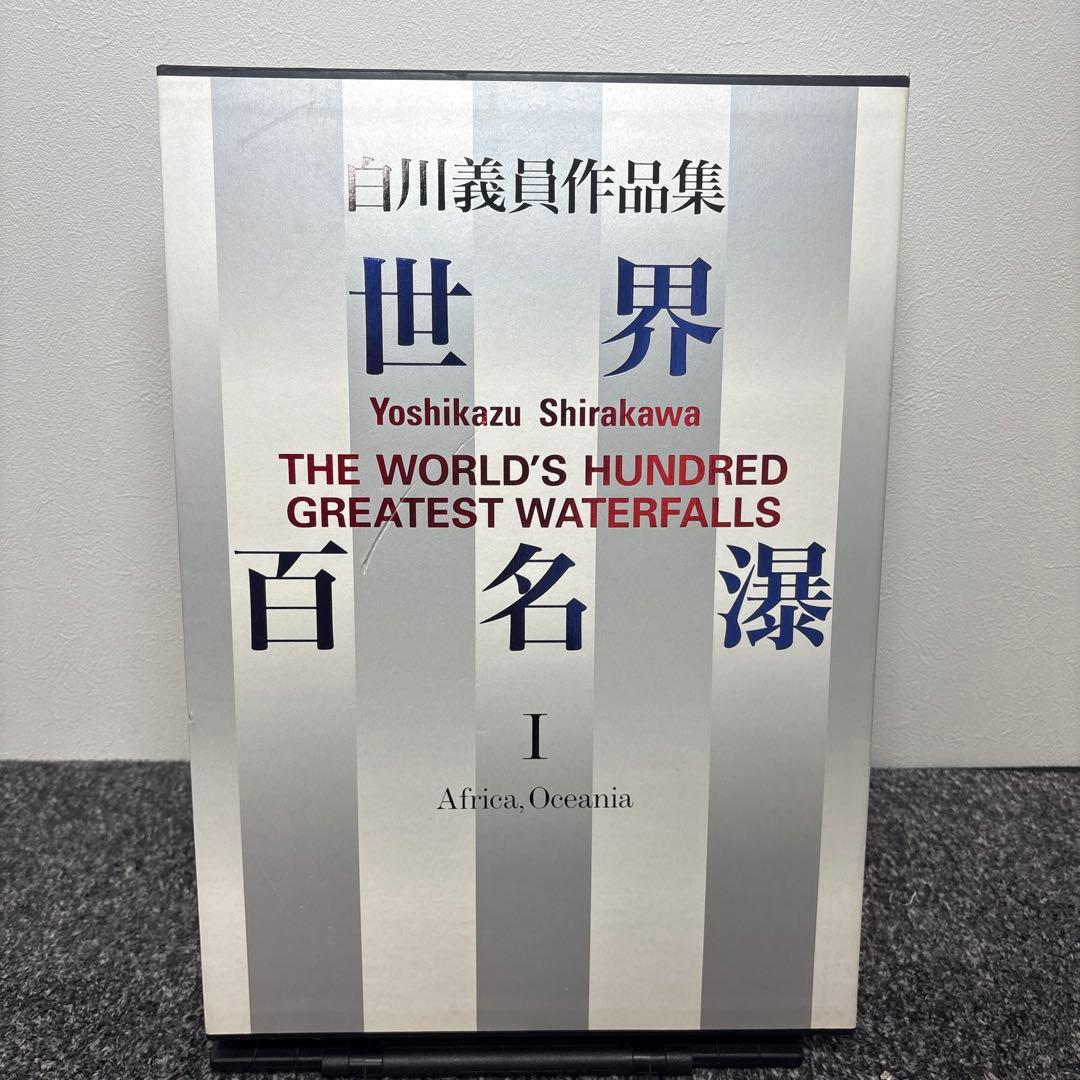 白川義員作品集
世界
Yoshikazu Shirakawa
THE WORLD'S HUNDRED
GREATEST WATERFALLS
百名瀑
I
Africa, Oceania